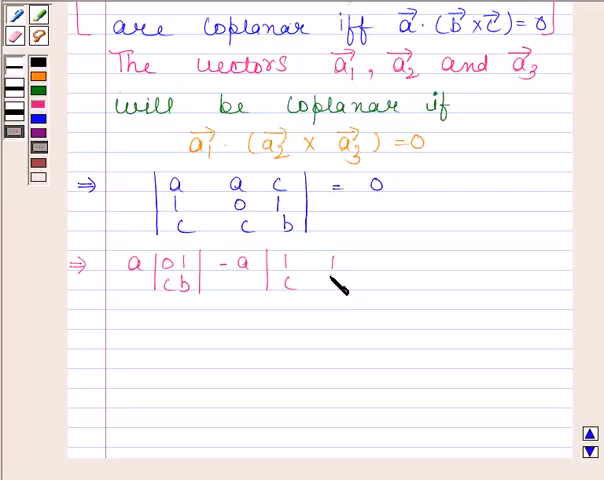 are coplanar iff a⃗ · (b⃗ × c⃗) = 0]
The vectors a⃗₁, a⃗₂ and a⃗₃
will be coplanar if
a⃗₁ · (a⃗₂ × a⃗₃) = 0
⇒ | a a c | = 0
| 1 0 1 |
| c c b |
⇒ a | 0 1 | - a | 1 1
| c b | | c